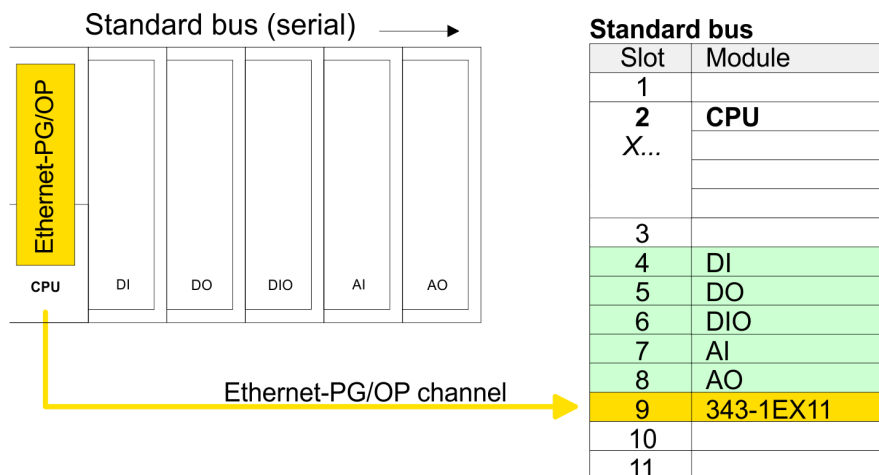 Standard bus (serial)
Ethernet-PG/OP
CPU
DI
DO
DIO
AI
AO
Ethernet-PG/OP channel
Standard bus
Slot Module
1
2 CPU
X...
3
4 DI
5 DO
6 DIO
7 AI
8 AO
9 343-1EX11
10
11